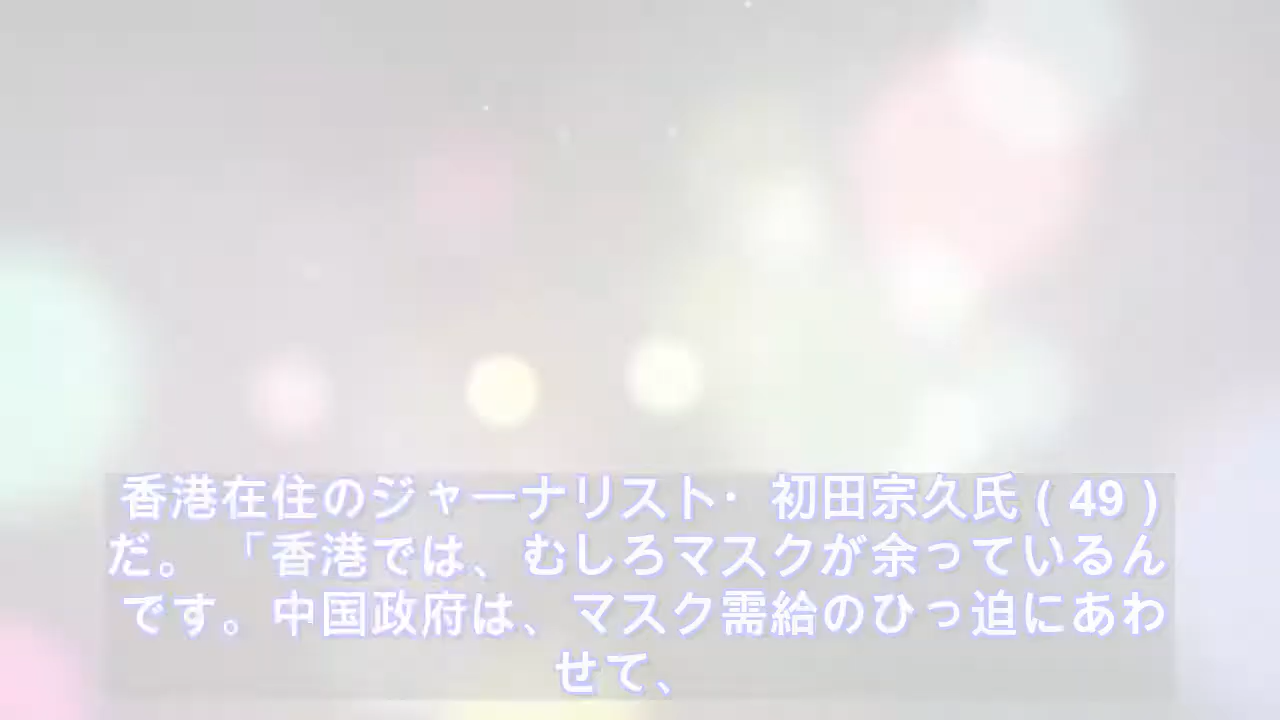 香港在住のジャーナリスト・初田宗久氏(49)
だ。「香港では、むしろマスクが余っているん
です。中国政府は、マスク需給のひっ迫にあわ
せて、